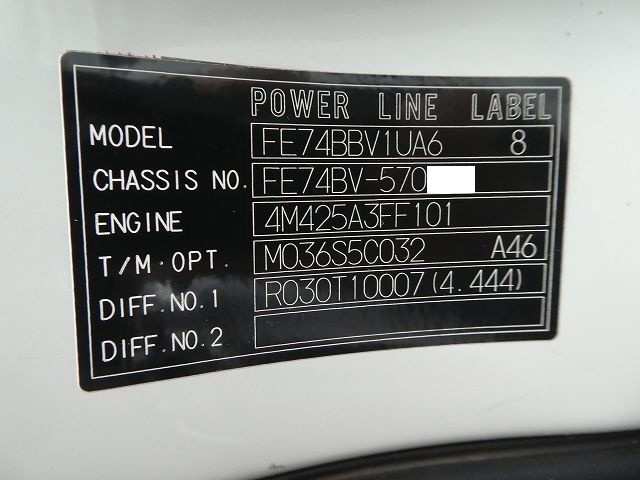 POWER LINE LABEL
MODEL FE74BBV1UA6 8
CHASSIS NO. FE74BV-570
ENGINE 4M425A3FF101
T/M·OPT. M036S5C032 A46
DIFF.NO.1 R030T10007(4.444)
DIFF.NO.2